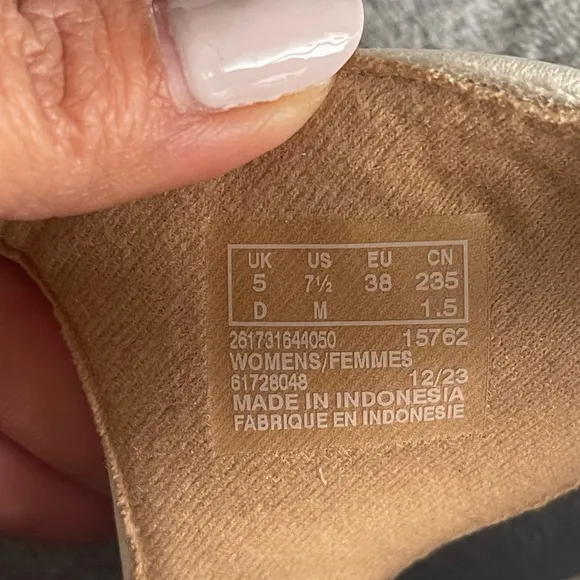 UK US EU CN
5 7½ 38 235
D M 1.5
261731644050 15762
WOMENS/FEMMES
61728048 12/23
MADE IN INDONESIA
FABRIQUE EN INDONESIE